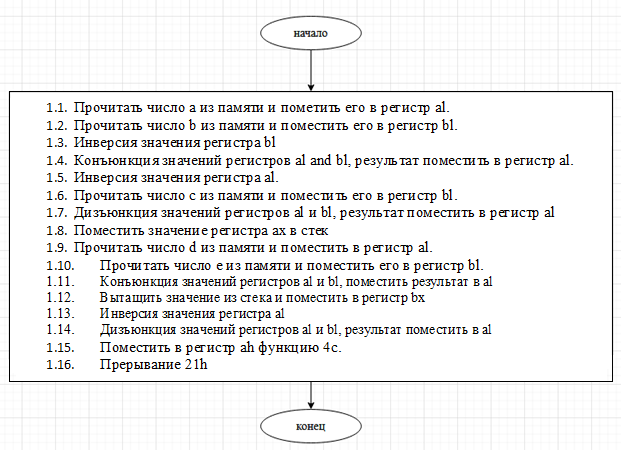 начало
1.1. Прочитать число a из памяти и пометить его в регистр al.
1.2. Прочитать число b из памяти и поместить его в регистр bl.
1.3. Инверсия значения регистра bl
1.4. Конъюнкция значений регистров al and bl, результат поместить в регистр al.
1.5. Инверсия значения регистра al.
1.6. Прочитать число с из памяти и поместить его в регистр bl.
1.7. Дизъюнкция значений регистров al и bl, результат поместить в регистр al
1.8. Поместить значение регистра ax в стек
1.9. Прочитать число d из памяти и поместить в регистр al.
1.10. Прочитать число е из памяти и поместить его в регистр bl.
1.11. Конъюнкция значений регистров al и bl, поместить результат в al
1.12. Вытащить значение из стека и поместить в регистр bx
1.13. Инверсия значения регистра al
1.14. Дизъюнкция значений регистров al и bl, результат поместить в al
1.15. Поместить в регистр ah функцию 4c.
1.16. Прерывание 21h
конец